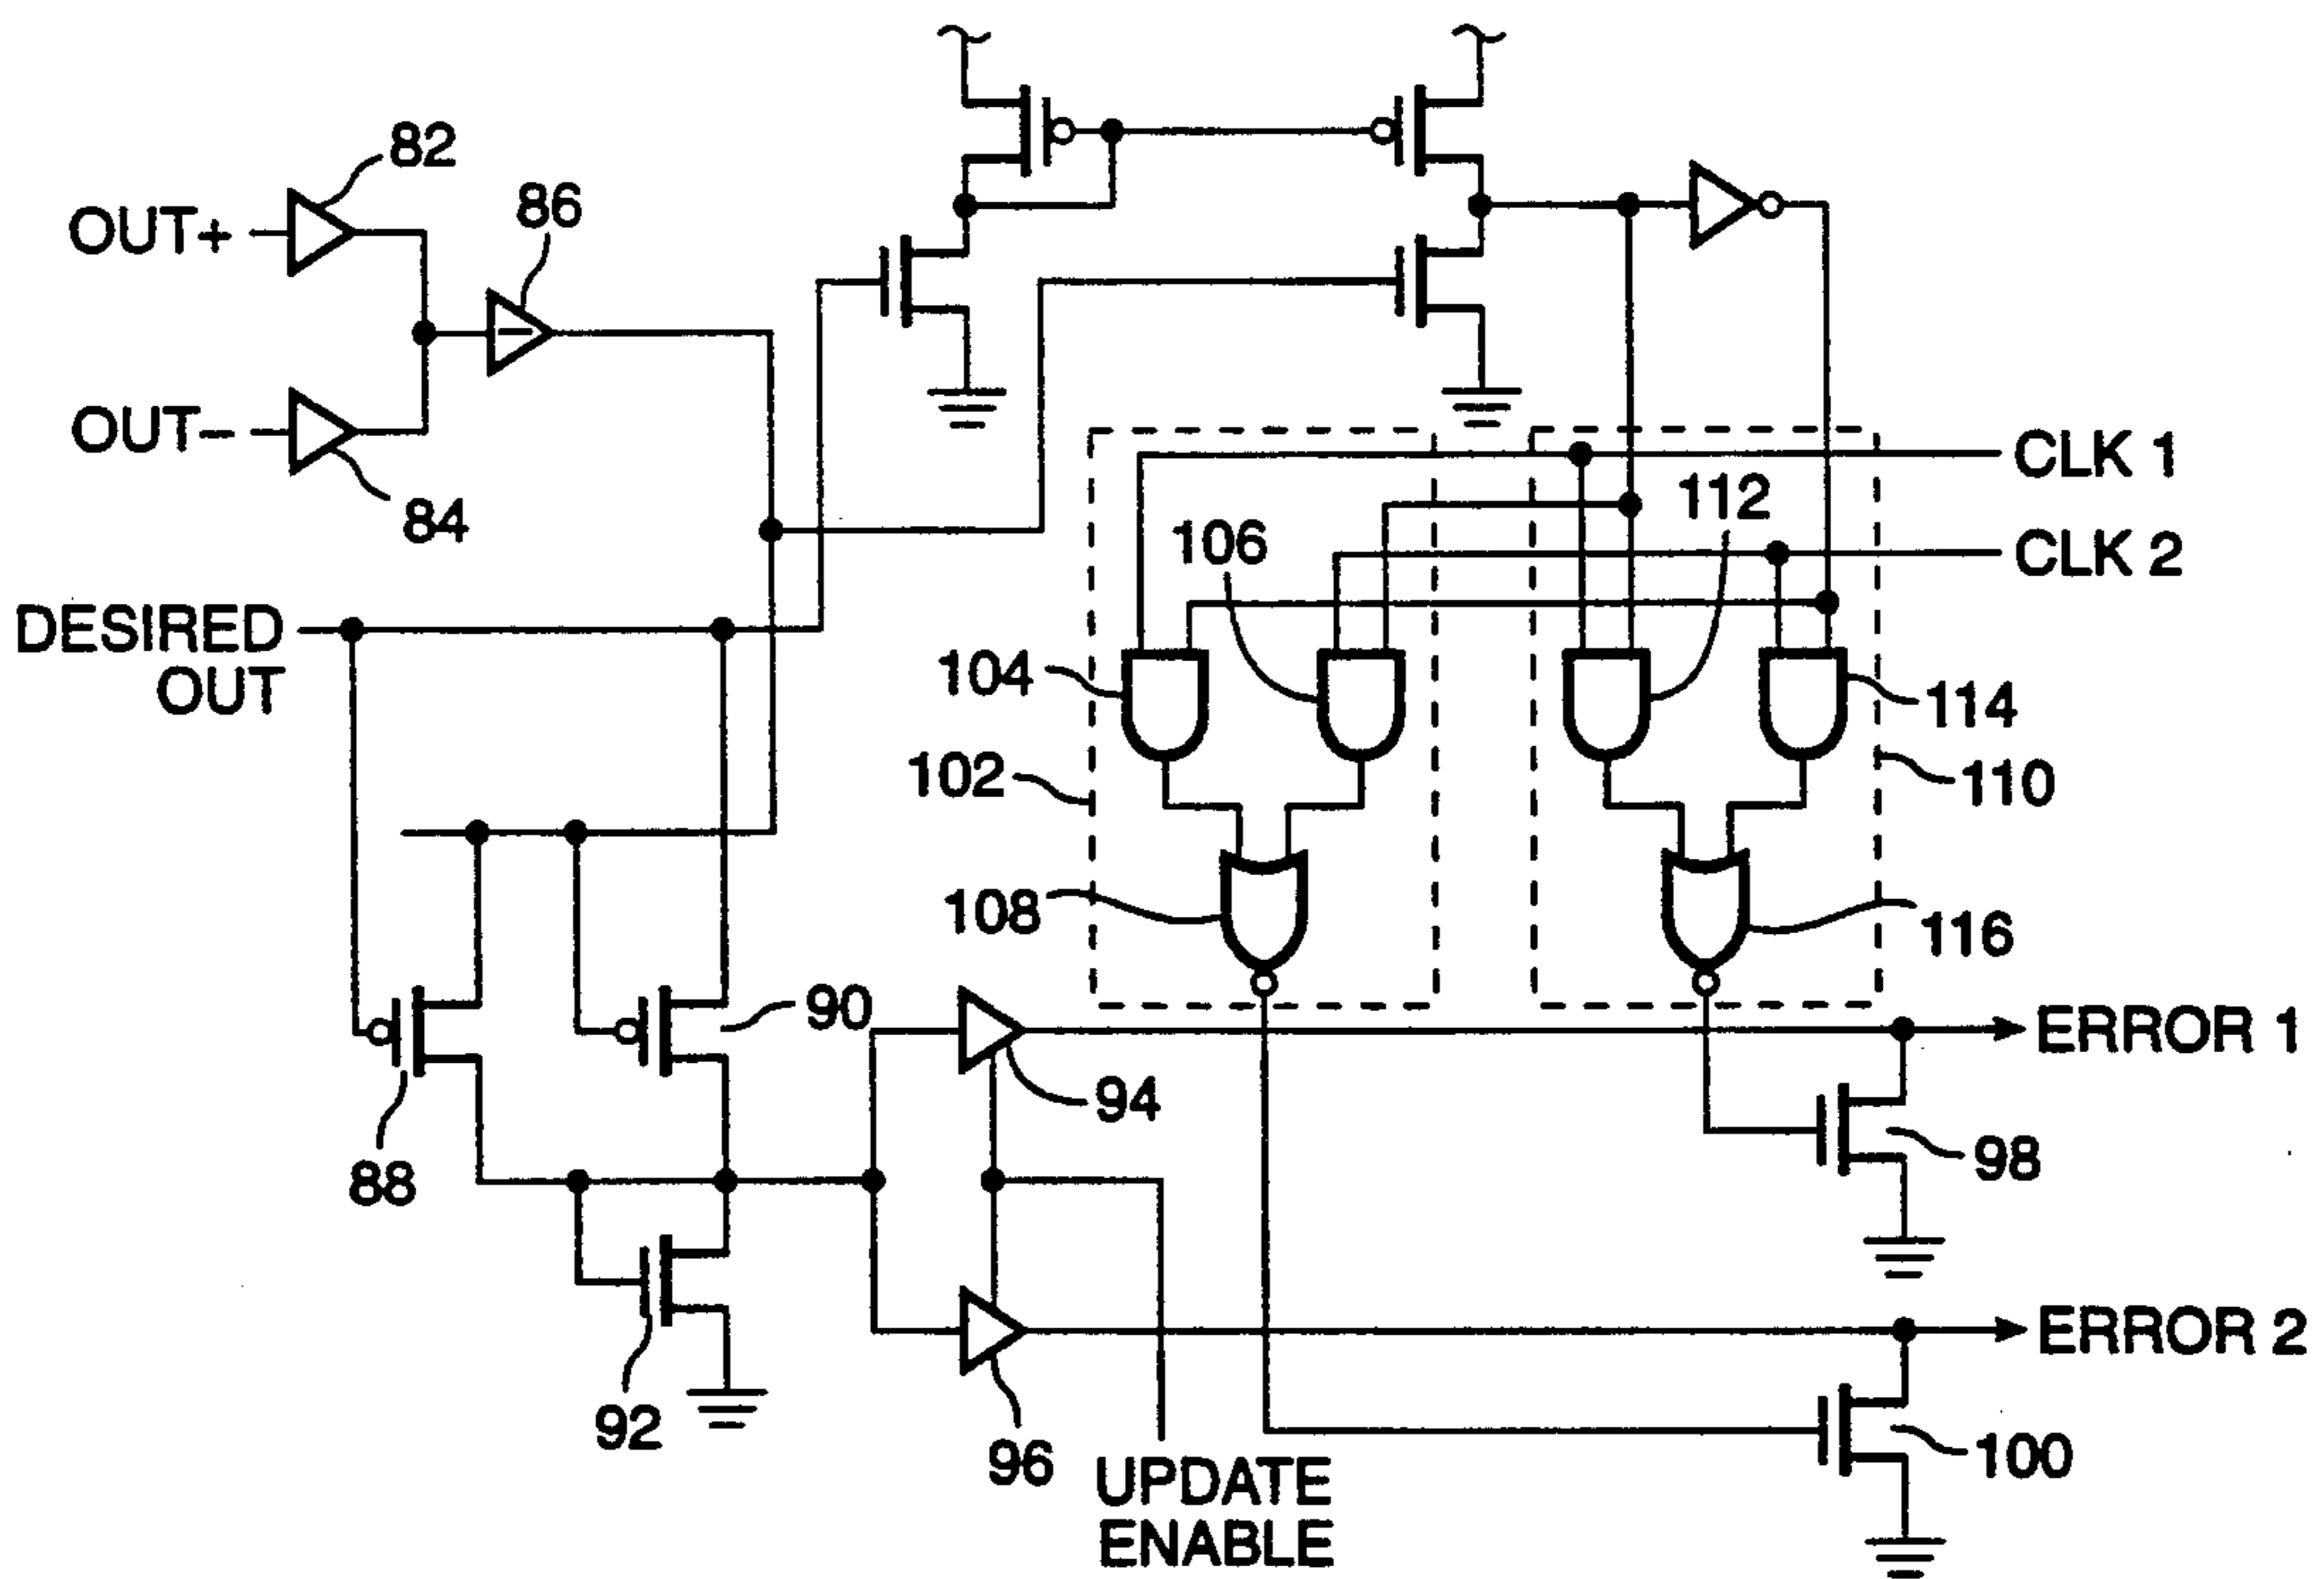 82
86
OUT+
OUT−
84
CLK 1
112
106
CLK 2
DESIRED
OUT
104
114
102
110
108
116
90
ERROR 1
94
88
98
ERROR 2
92
96
UPDATE
ENABLE
100